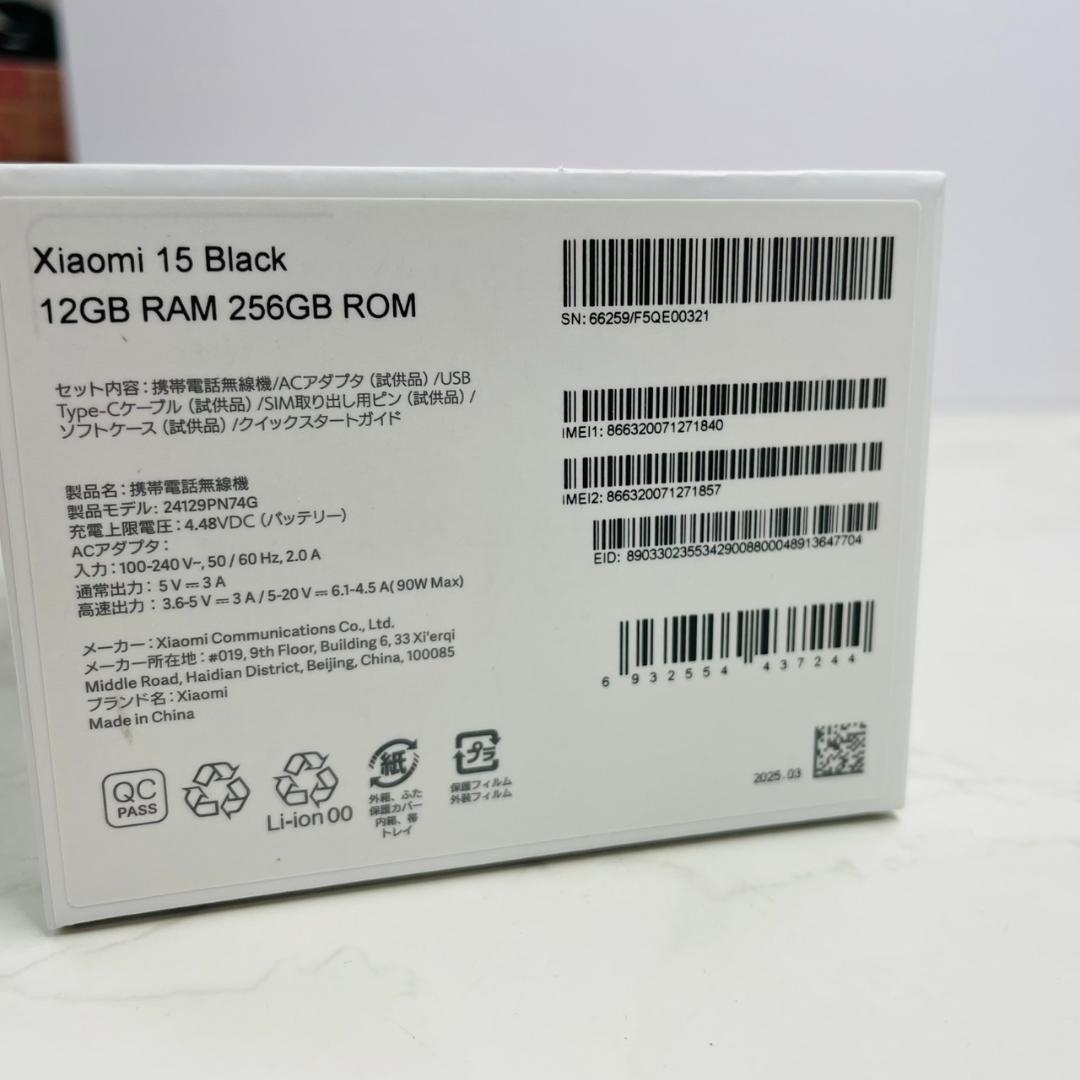 Xiaomi 15 Black
12GB RAM 256GB ROM
セット内容：携帯電話無線機/ACアダプタ（試供品）/USB
Type-Cケーブル（試供品）/SIM取り出し用ピン（試供品）/
ソフトケース（試供品）/クイックスタートガイド
製品名：携帯電話無線機
製品モデル: 24129PN74G
充電上限電圧：4.48VDC（バッテリー）
ACアダプタ：
入力：100-240 V~, 50 / 60 Hz, 2.0 A
通常出力： 5 V⎓3 A
高速出力： 3.6-5 V⎓3 A / 5-20 V⎓6.1-4.5 A( 90W Max)
メーカー：Xiaomi Communications Co., Ltd.
メーカー所在地：#019, 9th Floor, Building 6, 33 Xi'erqi
Middle Road, Haidian District, Beijing, China, 100085
ブランド名：Xiaomi
Made in China
QC
PASS
Li-ion 00
紙
外箱、ふた
保護カバー
内箱、帯
トレイ
プラ
保護フィルム
外装フィルム
SN: 66259/F5QE00321
IMEI1: 866320071271840
IMEI2: 866320071271857
EID: 89033023553429008800048913647704
6 932554 437244
2025.03